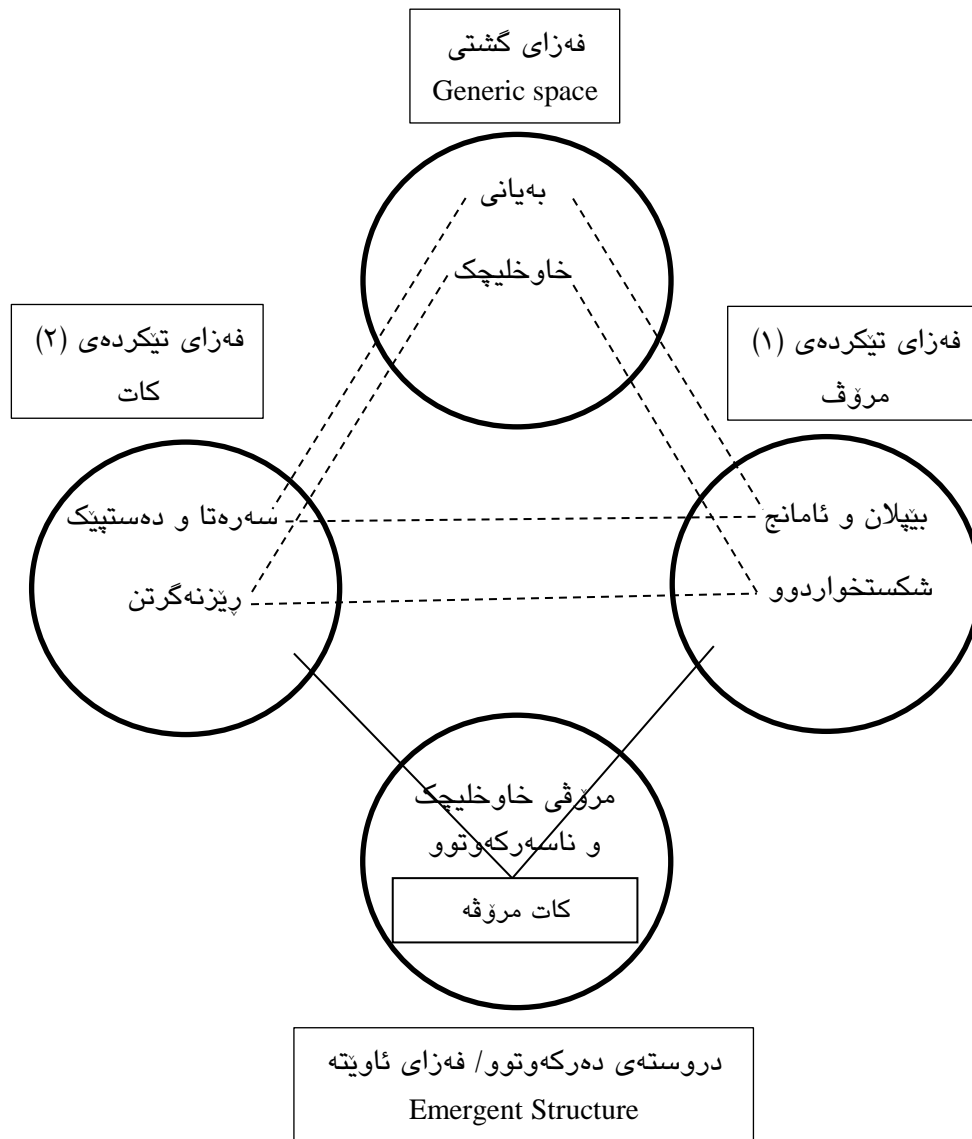 فەزای گشتی
Generic space
بەیانی
خاوخلیچک
فەزای تێکردەی (١)
مرۆڤ
فەزای تێکردەی (٢)
کات
بێپلان و ئامانج
سەرەتا و دەستپێک
شکستخواردوو
ڕێزنەگرتن
مرۆڤی خاوخلیچک
و ناسەرکەوتوو
کات مرۆڤە
دروستەی دەرکەوتوو/ فەزای ئاوێتە
Emergent Structure